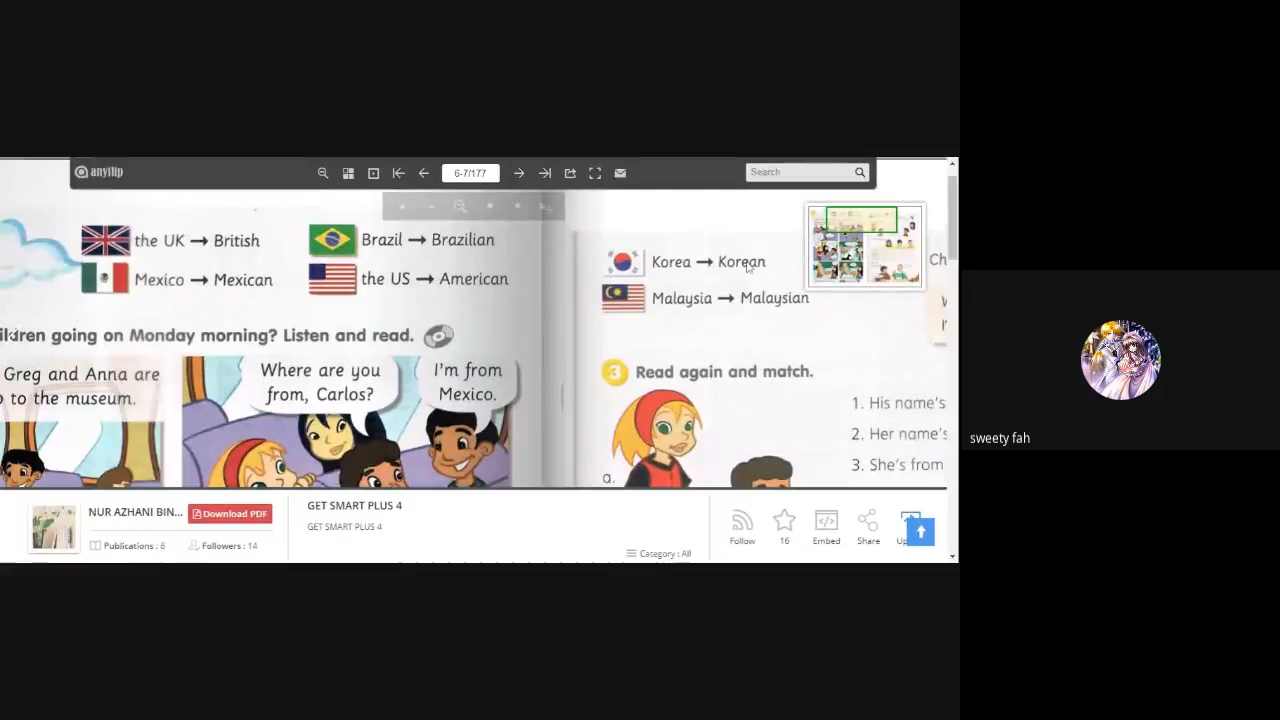 anyflip
6-7/177
Search
the UK → British
Brazil → Brazilian
Mexico → Mexican
the US → American
Korea → Korean
Malaysia → Malaysian
Ch
ildren going on Monday morning? Listen and read.
Greg and Anna are
to the museum.
Where are you
from, Carlos?
I'm from
Mexico.
3 Read again and match.
1. His name's
2. Her name's
3. She's from
a.
NUR AZHANI BIN...
Download PDF
Publications : 6
Followers : 14
GET SMART PLUS 4
GET SMART PLUS 4
Category : All
Follow
16
Embed
Share
sweety fah